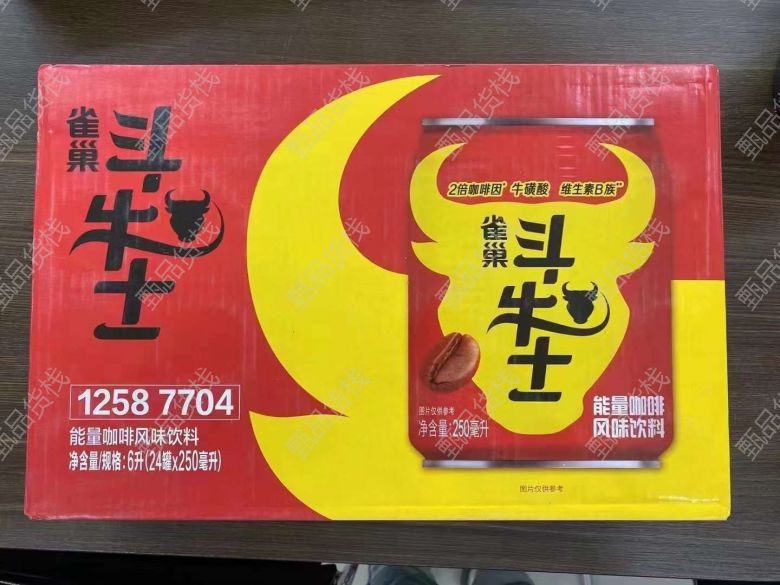 雀巢
斗牛士
1258 7704
能量咖啡风味饮料
净含量/规格: 6升(24罐x250毫升)
2倍咖啡因* 牛磺酸 维生素B族**
雀巢
斗牛士
图片仅供参考
净含量: 250毫升
能量咖啡
风味饮料
图片仅供参考
甄品货栈